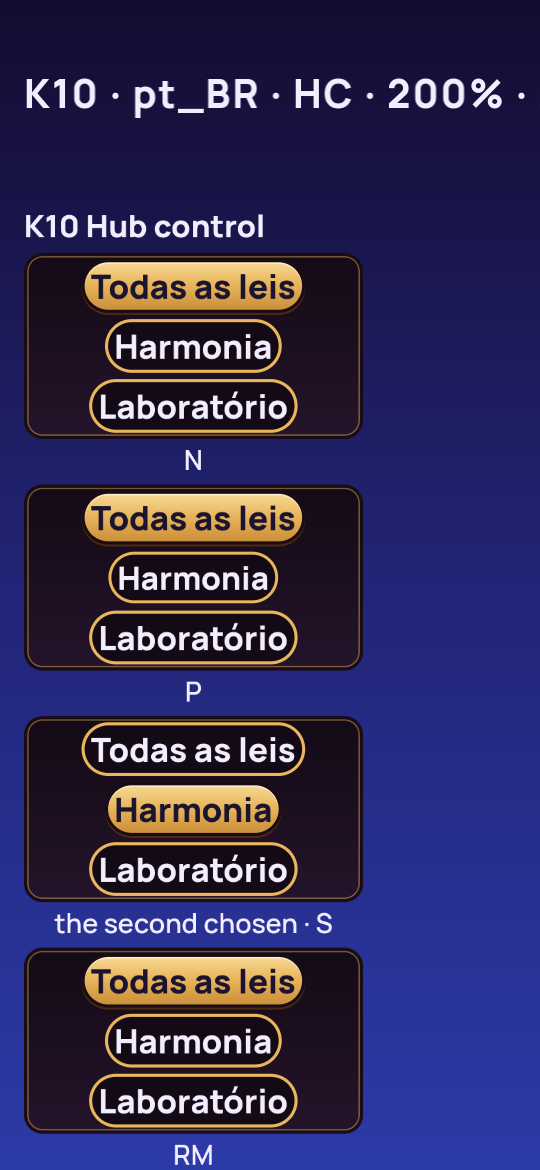 K10 · pt_BR · HC · 200% ·
K10 Hub control
Todas as leis
Harmonia
Laboratório
N
Todas as leis
Harmonia
Laboratório
P
Todas as leis
Harmonia
Laboratório
the second chosen · S
Todas as leis
Harmonia
Laboratório
RM